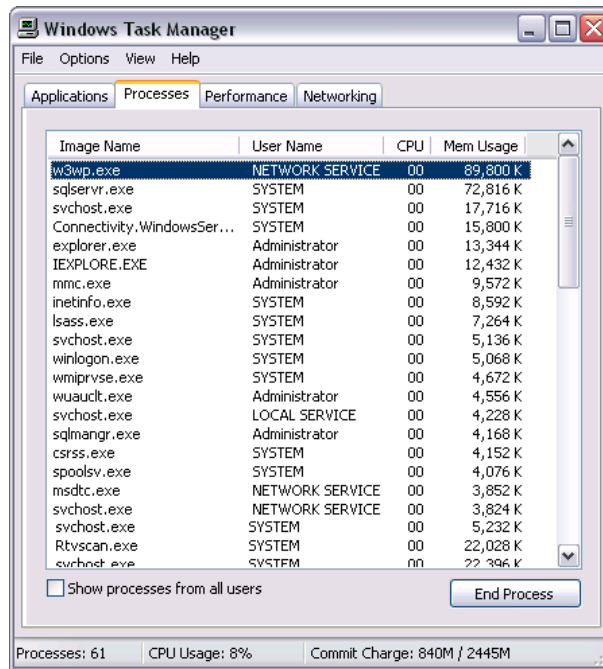 Windows Task Manager
File Options View Help
Applications Processes Performance Networking
Image Name User Name CPU Mem Usage
w3wp.exe NETWORK SERVICE 00 89,800 K
sqlservr.exe SYSTEM 00 72,816 K
svchost.exe SYSTEM 00 17,716 K
Connectivity.WindowsSer... SYSTEM 00 15,800 K
explorer.exe Administrator 00 13,344 K
IEXPLORE.EXE Administrator 00 12,432 K
mmc.exe Administrator 00 9,572 K
inetinfo.exe SYSTEM 00 8,592 K
lsass.exe SYSTEM 00 7,264 K
svchost.exe SYSTEM 00 5,136 K
winlogon.exe SYSTEM 00 5,068 K
wmiprvse.exe SYSTEM 00 4,672 K
wuauclt.exe Administrator 00 4,556 K
svchost.exe LOCAL SERVICE 00 4,228 K
sqlmangr.exe Administrator 00 4,168 K
csrss.exe SYSTEM 00 4,152 K
spoolsv.exe SYSTEM 00 4,076 K
msdtc.exe NETWORK SERVICE 00 3,852 K
svchost.exe NETWORK SERVICE 00 3,824 K
svchost.exe SYSTEM 00 5,232 K
Rtvscan.exe SYSTEM 00 22,028 K
svchost.exe SYSTEM 00 22,396 K
Show processes from all users
End Process
Processes: 61 CPU Usage: 8% Commit Charge: 840M / 2445M